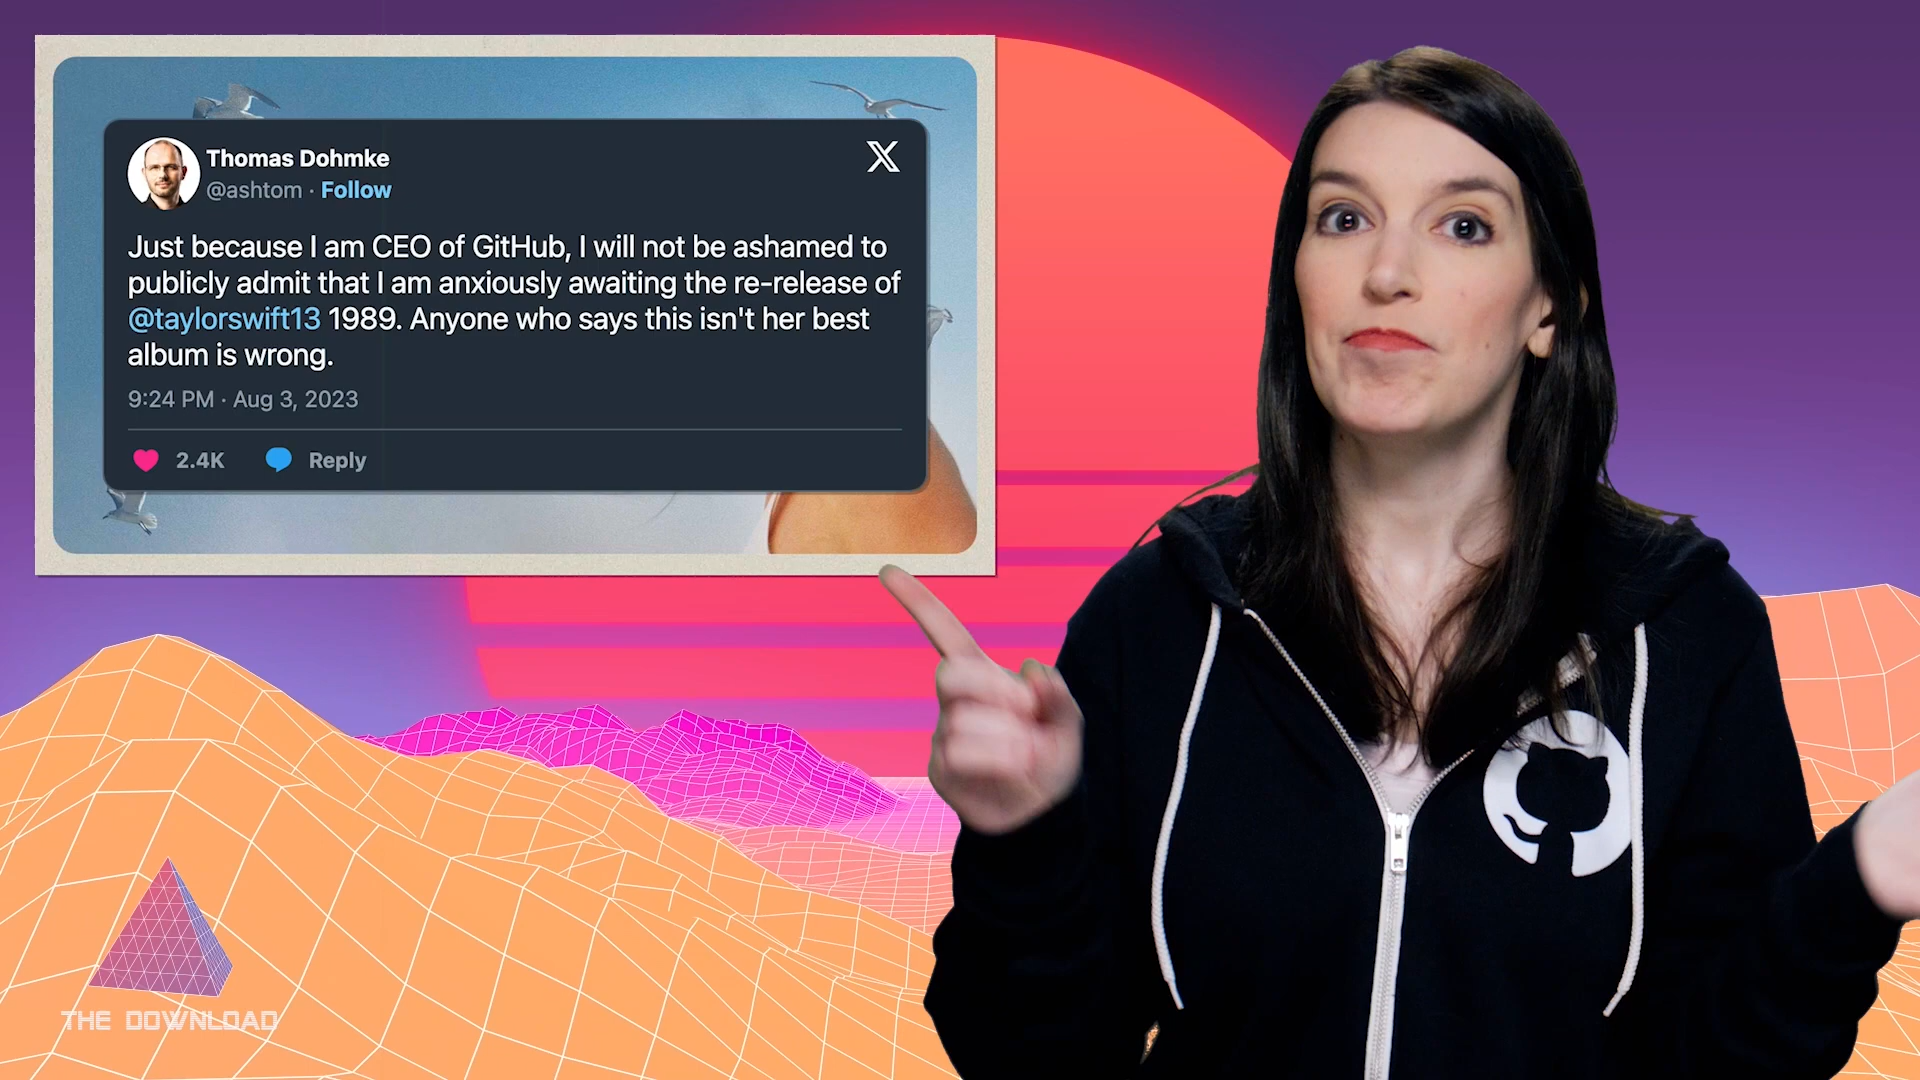 Thomas Dohmke
@ashtom · Follow
Just because I am CEO of GitHub, I will not be ashamed to
publicly admit that I am anxiously awaiting the re-release of
@taylorswift13 1989. Anyone who says this isn't her best
album is wrong.
9:24 PM · Aug 3, 2023
2.4K Reply
THE DOWNLOAD